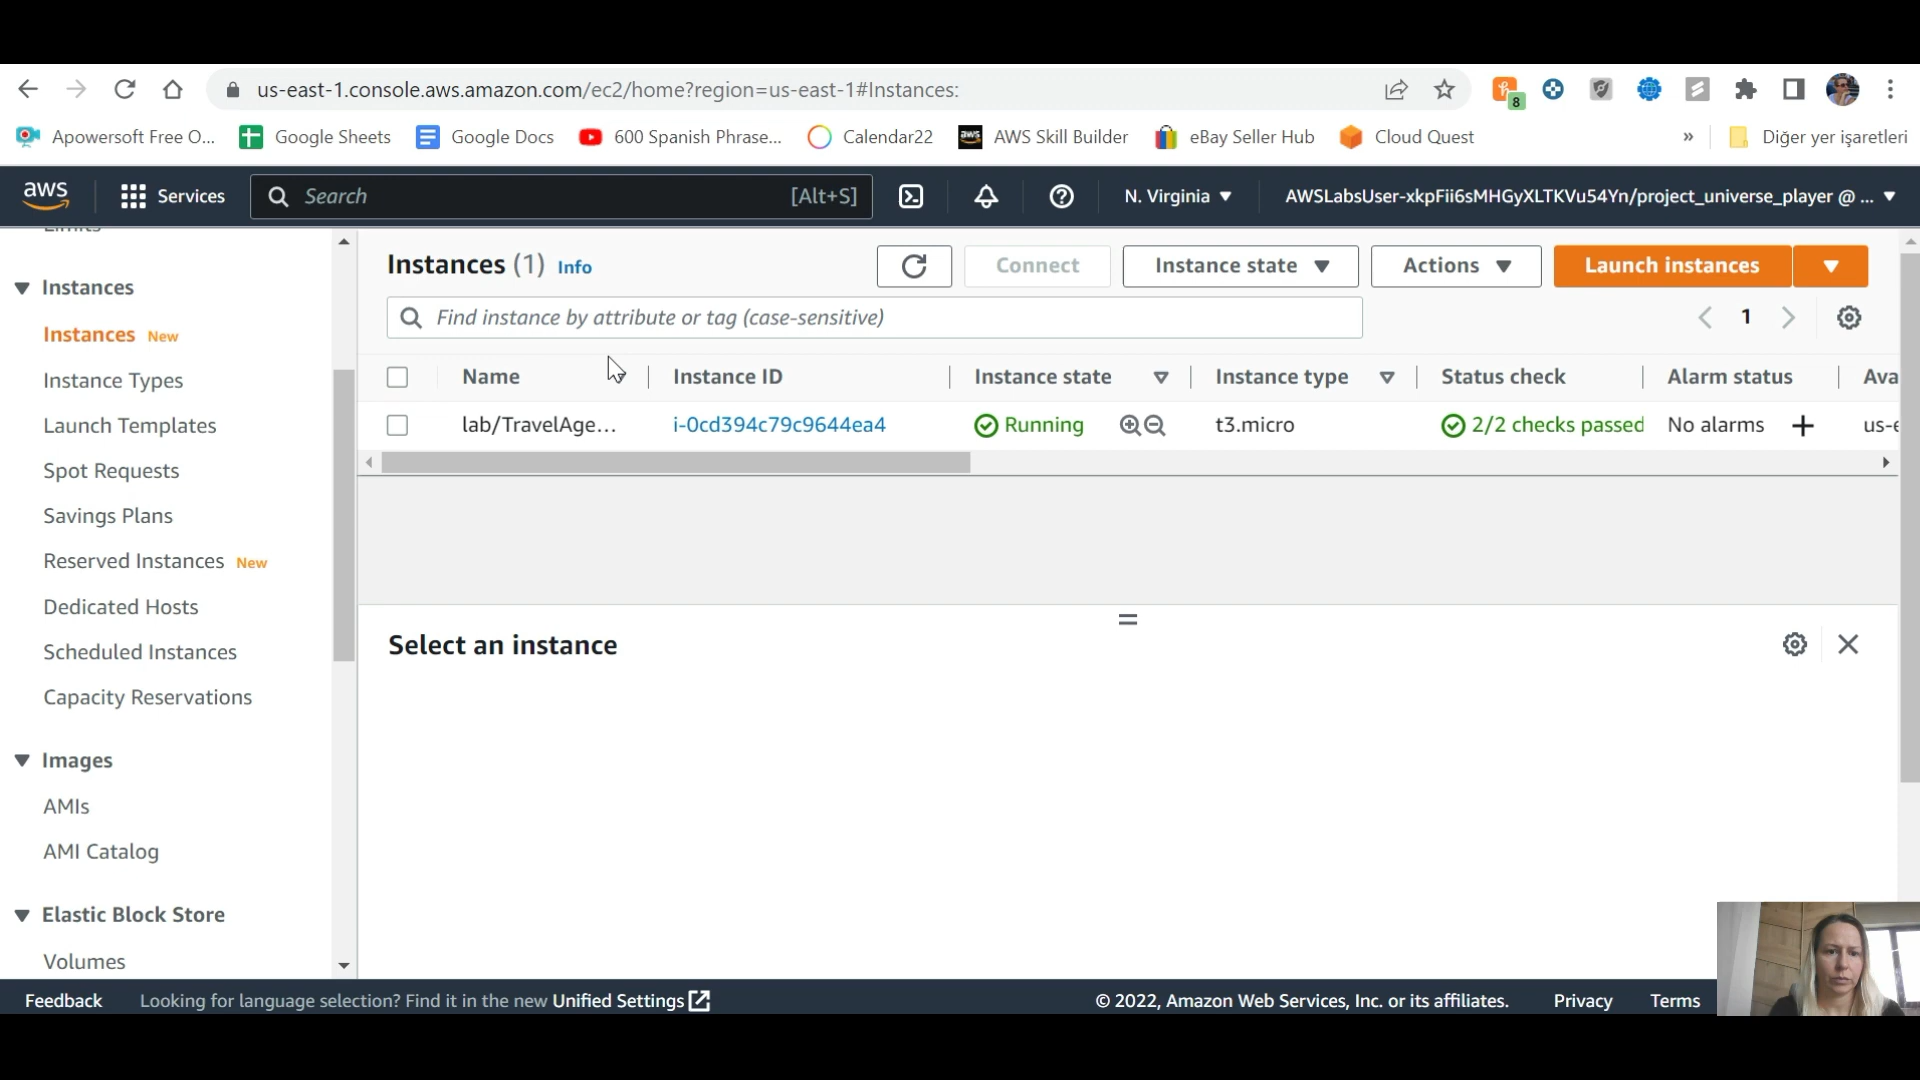 us-east-1.console.aws.amazon.com/ec2/home?region=us-east-1#Instances:
8
Apowersoft Free O...
Google Sheets
Google Docs
600 Spanish Phrase...
Calendar22
aws
AWS Skill Builder
eBay Seller Hub
Cloud Quest
»
Diğer yer işaretleri
aws
Services
Search
[Alt+S]
N. Virginia
AWSLabsUser-xkpFii6sMHGyXLTKVu54Yn/project_universe_player @ ...
Limits
Instances
Instances New
Instance Types
Launch Templates
Spot Requests
Savings Plans
Reserved Instances New
Dedicated Hosts
Scheduled Instances
Capacity Reservations
Images
AMIs
AMI Catalog
Elastic Block Store
Volumes
Instances (1) Info
Connect
Instance state
Actions
Launch instances
Find instance by attribute or tag (case-sensitive)
1
Name
Instance ID
Instance state
Instance type
Status check
Alarm status
Ava
lab/TravelAge...
i-0cd394c79c9644ea4
Running
t3.micro
2/2 checks passed
No alarms
us-e
Select an instance
Feedback
Looking for language selection? Find it in the new Unified Settings
© 2022, Amazon Web Services, Inc. or its affiliates.
Privacy
Terms